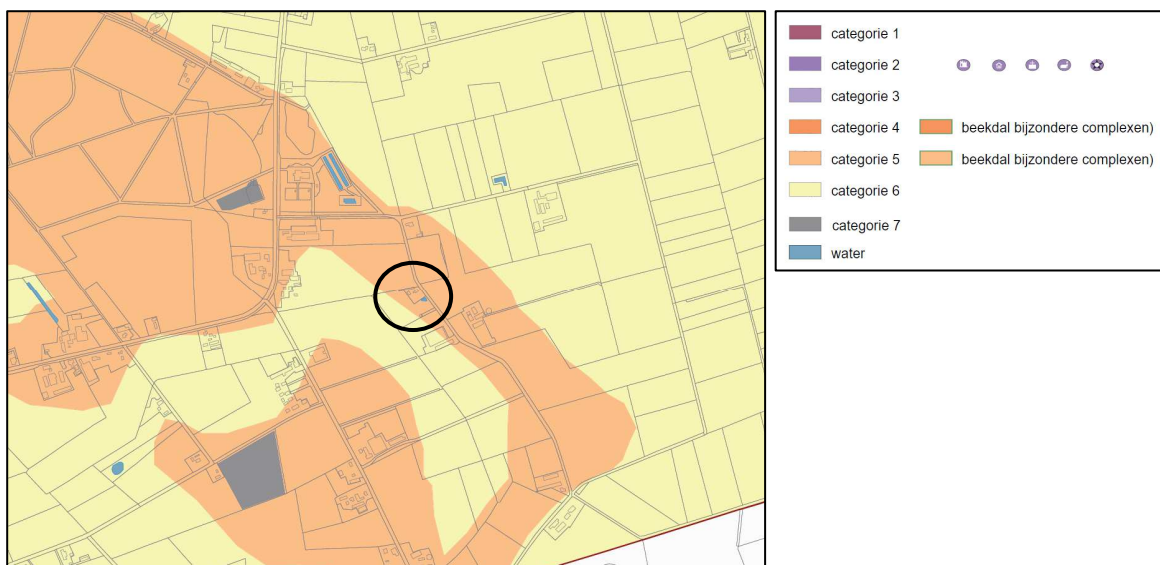 categorie 1
categorie 2
categorie 3
categorie 4 beekdal bijzondere complexen)
categorie 5 beekdal bijzondere complexen)
categorie 6
categorie 7
water